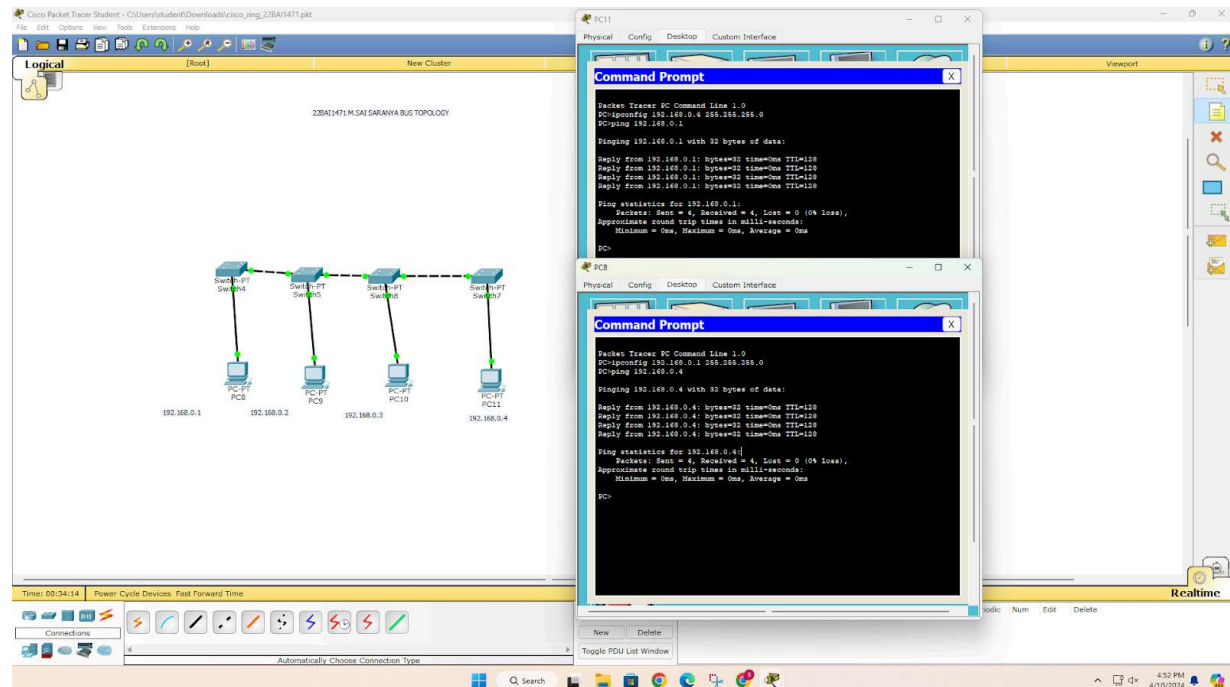 Cisco Packet Tracer Student - C:\Users\student\Downloads\cisco_ring_22BAI1471.pkt
File Edit Options View Tools Extensions Help
Logical
[Root]
New Cluster
Viewport
22BAI1471 M.SAI SARANYA BUS TOPOLOGY
Switch-PT
Switch4
Switch-PT
Switch5
Switch-PT
Switch8
Switch-PT
Switch7
PC-PT
PC8
PC-PT
PC9
PC-PT
PC10
PC-PT
PC11
192.168.0.1
192.168.0.2
192.168.0.3
192.168.0.4
PC11
Physical Config Desktop Custom Interface
Command Prompt
X
Packet Tracer PC Command Line 1.0
PC>ipconfig 192.168.0.4 255.255.255.0
PC>ping 192.168.0.1
Pinging 192.168.0.1 with 32 bytes of data:
Reply from 192.168.0.1: bytes=32 time=0ms TTL=128
Reply from 192.168.0.1: bytes=32 time=0ms TTL=128
Reply from 192.168.0.1: bytes=32 time=0ms TTL=128
Reply from 192.168.0.1: bytes=32 time=0ms TTL=128
Ping statistics for 192.168.0.1:
Packets: Sent = 4, Received = 4, Lost = 0 (0% loss),
Approximate round trip times in milli-seconds:
Minimum = 0ms, Maximum = 0ms, Average = 0ms
PC>
PC8
Physical Config Desktop Custom Interface
Command Prompt
X
Packet Tracer PC Command Line 1.0
PC>ipconfig 192.168.0.1 255.255.255.0
PC>ping 192.168.0.4
Pinging 192.168.0.4 with 32 bytes of data:
Reply from 192.168.0.4: bytes=32 time=0ms TTL=128
Reply from 192.168.0.4: bytes=32 time=0ms TTL=128
Reply from 192.168.0.4: bytes=32 time=0ms TTL=128
Reply from 192.168.0.4: bytes=32 time=0ms TTL=128
Ping statistics for 192.168.0.4:
Packets: Sent = 4, Received = 4, Lost = 0 (0% loss),
Approximate round trip times in milli-seconds:
Minimum = 0ms, Maximum = 0ms, Average = 0ms
PC>
Time: 00:34:14 Power Cycle Devices Fast Forward Time
Realtime
Connections
Automatically Choose Connection Type
New Delete
Toggle PDU List Window
Num Edit Delete
Search
4:52 PM
4/10/2024